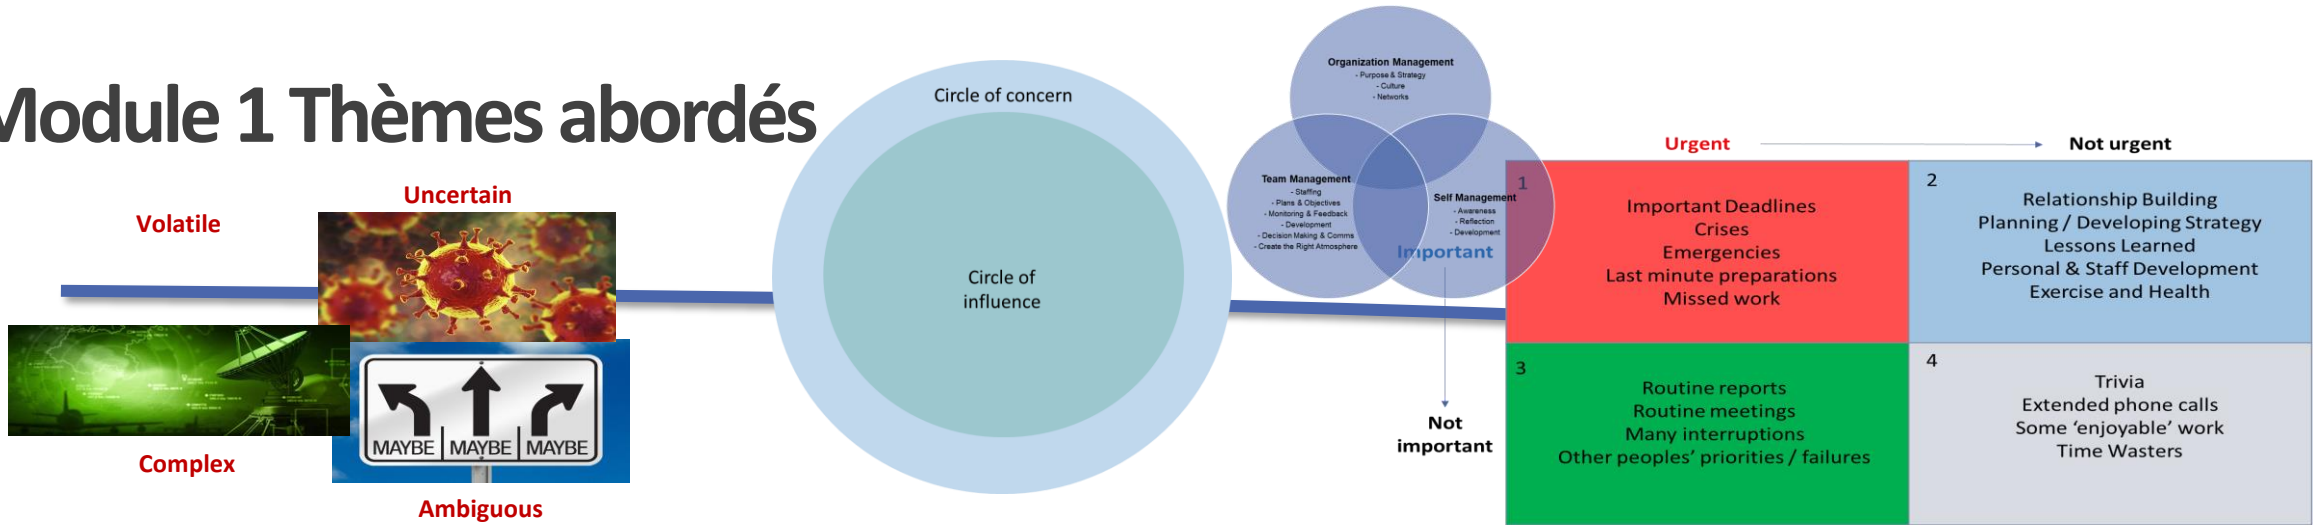 Module 1 Thèmes abordés
Volatile
Uncertain
Complex
MAYBE MAYBE MAYBE
Ambiguous
Circle of concern
Circle of
influence
Organization Management
- Purpose & Strategy
- Culture
- Networks
Team Management
- Staffing
- Plans & Objectives
- Monitoring & Feedback
- Development
- Decision Making & Comms
- Create the Right Atmosphere
Self Management
- Awareness
- Reflection
- Development
Urgent
Not urgent
Important
Not
important
1
Important Deadlines
Crises
Emergencies
Last minute preparations
Missed work
2
Relationship Building
Planning / Developing Strategy
Lessons Learned
Personal & Staff Development
Exercise and Health
3
Routine reports
Routine meetings
Many interruptions
Other peoples' priorities / failures
4
Trivia
Extended phone calls
Some 'enjoyable' work
Time Wasters